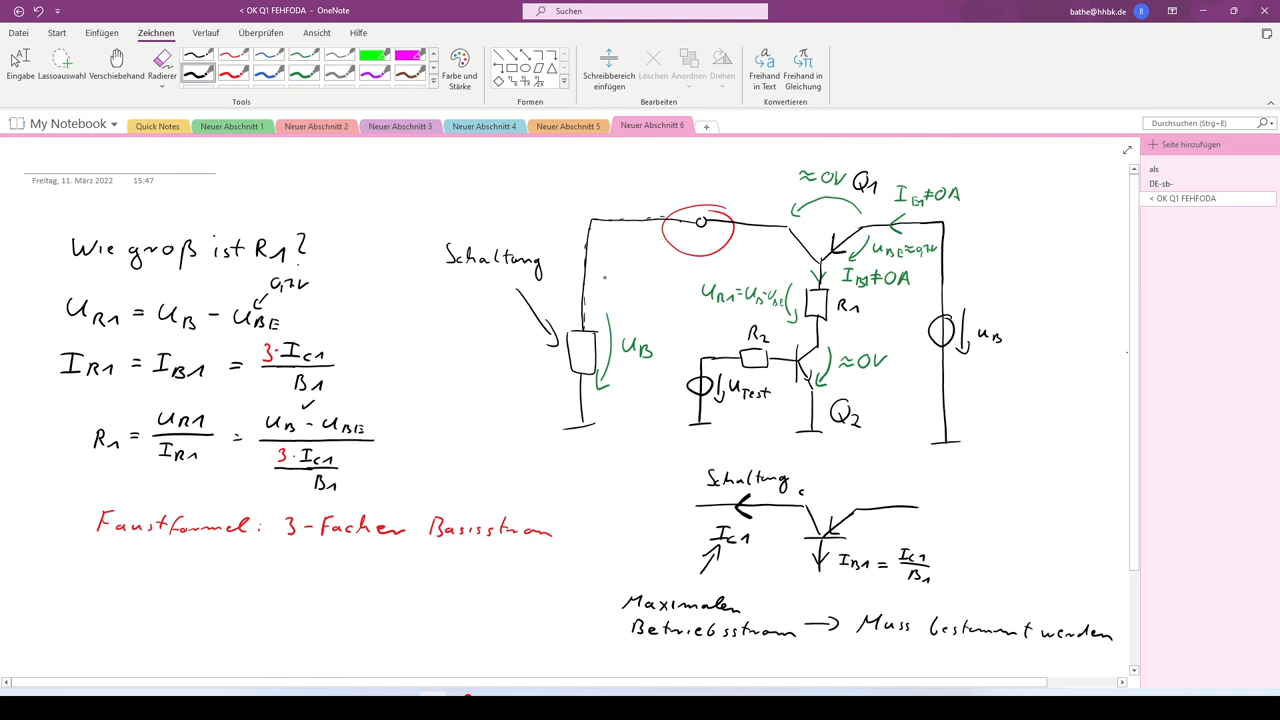 < OK Q1 FEHFODA - OneNote
Suchen
bathe@hhbk.de
B
Datei
Start
Einfügen
Zeichnen
Verlauf
Überprüfen
Ansicht
Hilfe
Eingabe
Lassoauswahl
Verschiebehand
Radierer
Farbe und
Stärke
Schreibbereich
einfügen
Löschen
Anordnen
Drehen
Freihand
in Text
Freihand in
Gleichung
Tools
Formen
Bearbeiten
Konvertieren
My Notebook
Quick Notes
Neuer Abschnitt 1
Neuer Abschnitt 2
Neuer Abschnitt 3
Neuer Abschnitt 4
Neuer Abschnitt 5
Neuer Abschnitt 6
Durchsuchen (Strg+E)
Seite hinzufügen
als
DE-sb-
< OK Q1 FEHFODA
Freitag, 11. März 2022
15:47
Wie groß ist R1?
0,7V
UR1 = UB - UBE
IR1 = IB1 = 3·IC1 / B1
R1 = UR1 / IR1 = UB - UBE / 3·IC1 / B1
Faustformel: 3-Facher Basisstrom
Schaltung
UB
≈0V
Q1
IE1≠0A
UBE≈0,7V
IB1≠0A
UR1=UB-UBE
R1
R2
UTest
≈0V
Q2
UB
Schaltung
C
IC1
IB1 = IC1 / B1
Maximalen
Betriebsstrom → Muss bestimmt werden